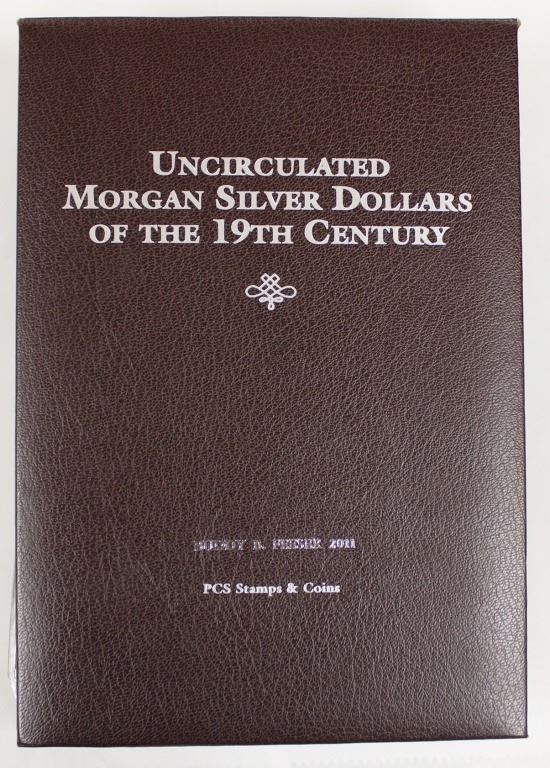 UNCIRCULATED
MORGAN SILVER DOLLARS
OF THE 19TH CENTURY
2011
PCS Stamps & Coins